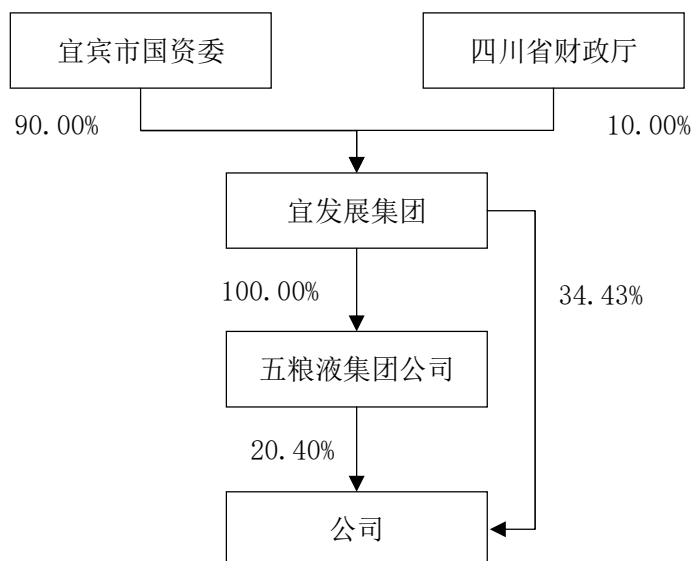 宜宾市国资委
四川省财政厅
90.00%
10.00%
宜发展集团
100.00%
34.43%
五粮液集团公司
20.40%
公司